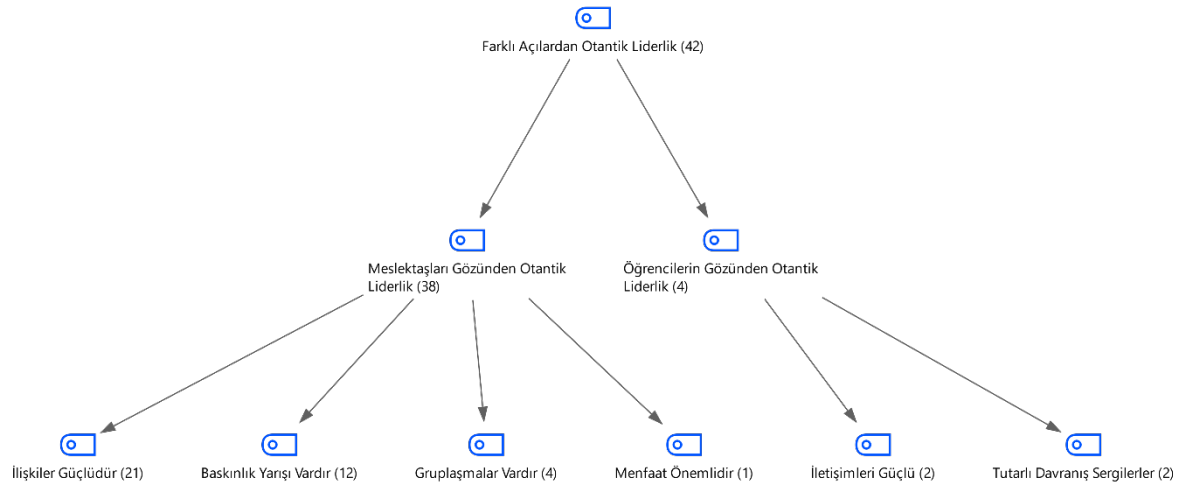 Farklı Açılardan Otantik Liderlik (42)
Meslektaşları Gözünden Otantik
Liderlik (38)
Öğrencilerin Gözünden Otantik
Liderlik (4)
İlişkiler Güçlüdür (21)
Baskınlık Yarışı Vardır (12)
Gruplaşmalar Vardır (4)
Menfaat Önemlidir (1)
İletişimleri Güçlü (2)
Tutarlı Davranış Sergilerler (2)